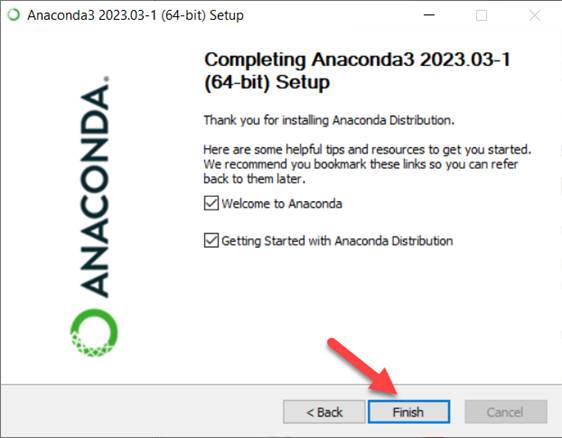 Anaconda3 2023.03-1 (64-bit) Setup
Completing Anaconda3 2023.03-1
(64-bit) Setup
Thank you for installing Anaconda Distribution.
Here are some helpful tips and resources to get you started.
We recommend you bookmark these links so you can refer
back to them later.
Welcome to Anaconda
Getting Started with Anaconda Distribution
ANACONDA.
< Back
Finish
Cancel